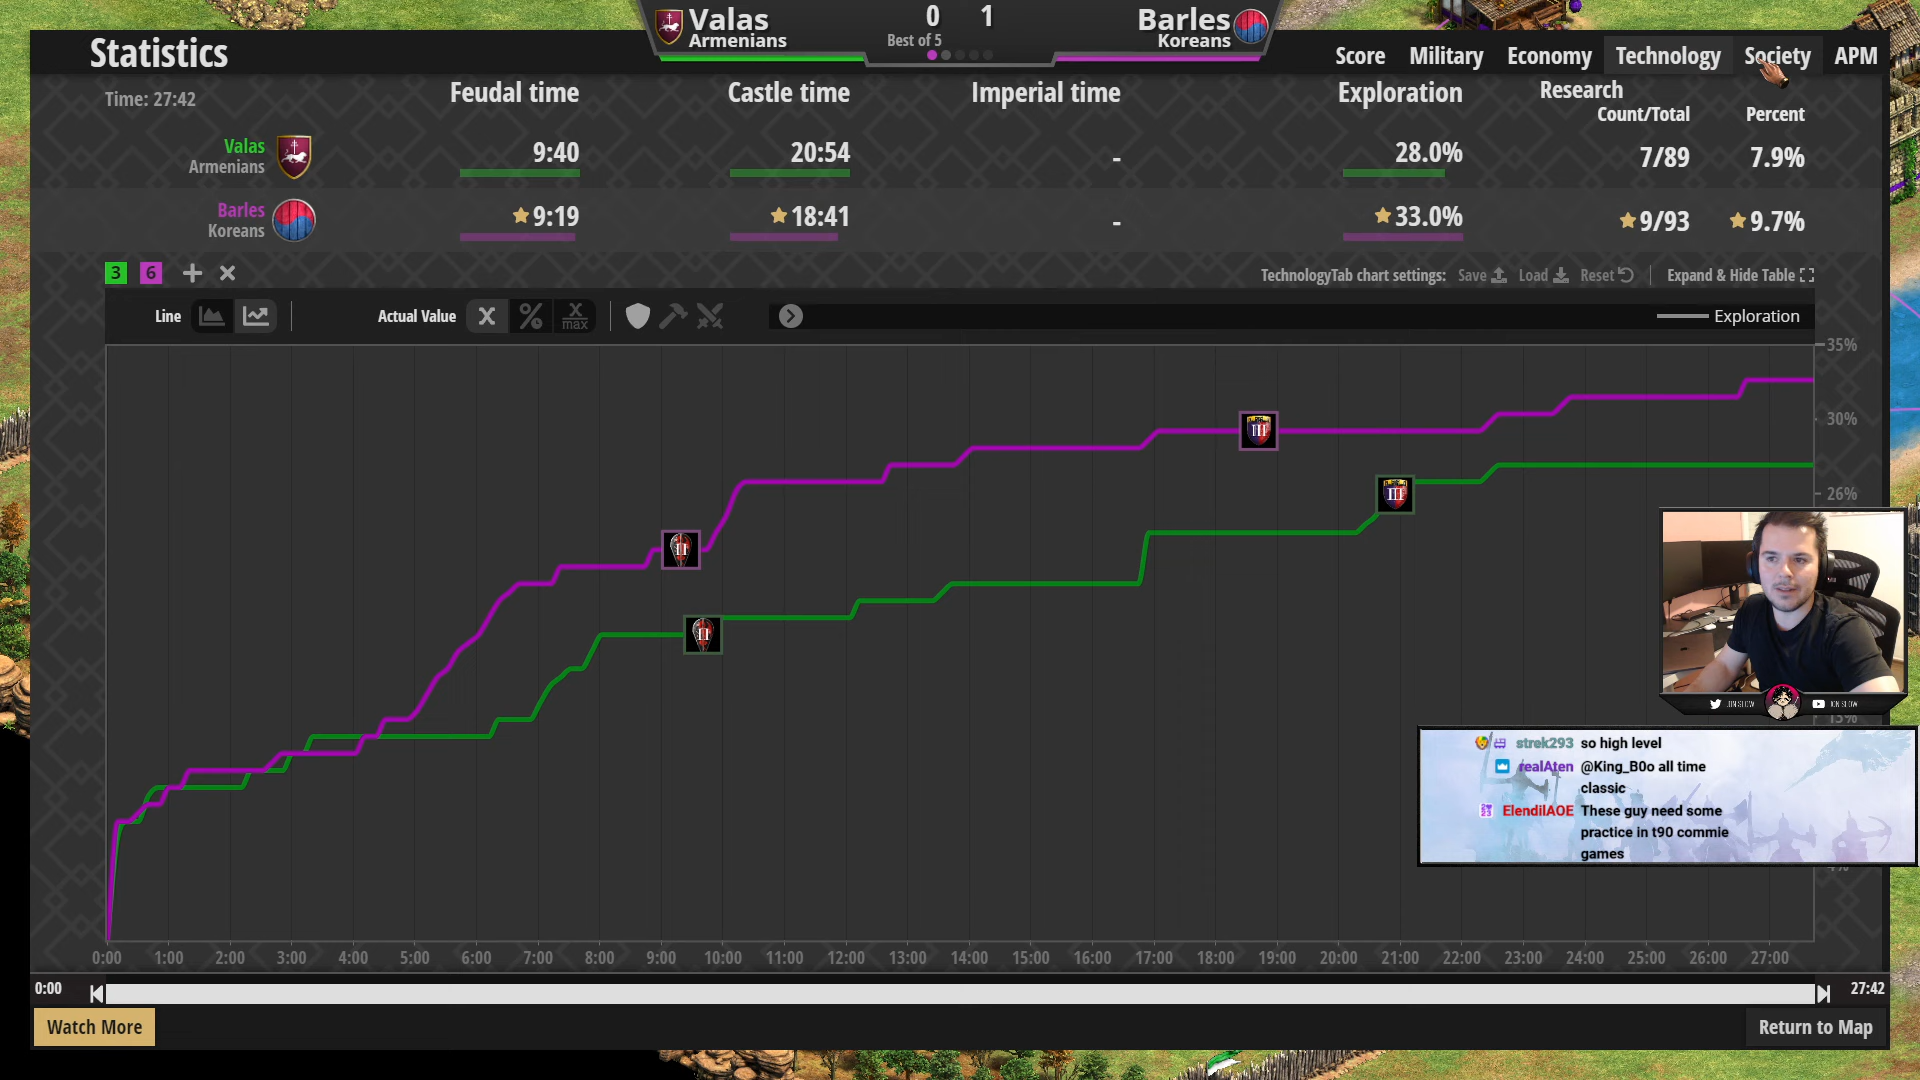 Valas
Armenians
0 1
Best of 5
Barles
Koreans
Statistics
Score Military Economy Technology Society APM
Time: 27:42
Feudal time Castle time Imperial time Exploration Research
Count/Total Percent
Valas
Armenians
9:40 20:54 - 28.0% 7/89 7.9%
Barles
Koreans
9:19 18:41 - 33.0% 9/93 9.7%
3 6
TechnologyTab chart settings: Save Load Reset Expand & Hide Table
Line Actual Value X % X max Exploration
35%
30%
26%
II
II
III
III
JONSLOW JONSLOW
13%
strek293 so high level
realAten @King_B0o all time
classic
ElendilAOE These guy need some
practice in t90 commie
games
4%
0:00 1:00 2:00 3:00 4:00 5:00 6:00 7:00 8:00 9:00 10:00 11:00 12:00 13:00 14:00 15:00 16:00 17:00 18:00 19:00 20:00 21:00 22:00 23:00 24:00 25:00 26:00 27:00
0:00 27:42
Watch More Return to Map